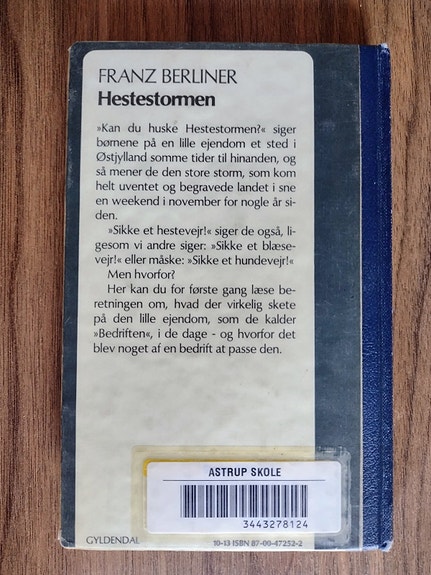 FRANZ BERLINER
Hestestormen
»Kan du huske Hestestormen?« siger
børnene på en lille ejendom et sted i
Østjylland somme tider til hinanden, og
så mener de den store storm, som kom
helt uventet og begravede landet i sne
en weekend i november for nogle år si-
den.
»Sikke et hestevejr!« siger de også, li-
gesom vi andre siger: »Sikke et blæse-
vejr!« eller måske: »Sikke et hundevejr!«
Men hvorfor?
Her kan du for første gang læse be-
retningen om, hvad der virkelig skete
på den lille ejendom, som de kalder
»Bedriften«, i de dage - og hvorfor det
blev noget af en bedrift at passe den.
ASTRUP SKOLE
3443278124
GYLDENDAL 10-13 ISBN 87-00-47252-2